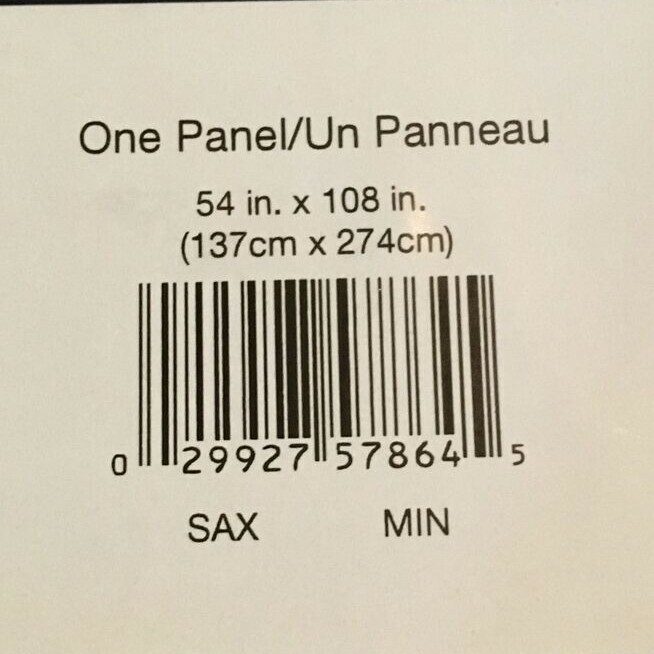 One Panel/Un Panneau
54 in. x 108 in.
(137cm x 274cm)
0 29927 57864 5
SAX MIN